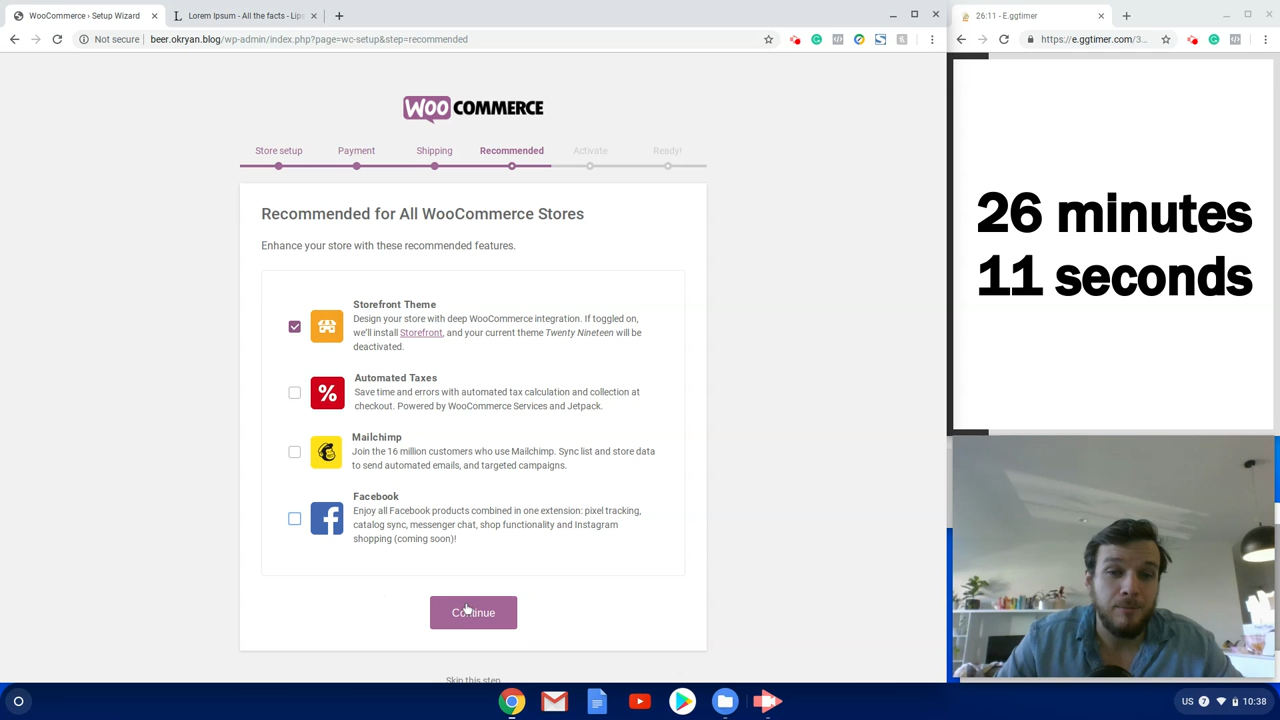 WooCommerce › Setup Wizard
Lorem Ipsum - All the facts - Lips
26:11 - E.ggtimer
Not secure
beer.okryan.blog/wp-admin/index.php?page=wc-setup&step=recommended
https://e.ggtimer.com/3...
WOO COMMERCE
Store setup
Payment
Shipping
Recommended
Activate
Ready!
Recommended for All WooCommerce Stores
Enhance your store with these recommended features.
Storefront Theme
Design your store with deep WooCommerce integration. If toggled on,
we'll install Storefront, and your current theme Twenty Nineteen will be
deactivated.
Automated Taxes
Save time and errors with automated tax calculation and collection at
checkout. Powered by WooCommerce Services and Jetpack.
Mailchimp
Join the 16 million customers who use Mailchimp. Sync list and store data
to send automated emails, and targeted campaigns.
Facebook
Enjoy all Facebook products combined in one extension: pixel tracking,
catalog sync, messenger chat, shop functionality and Instagram
shopping (coming soon)!
Continue
Skip this step
26 minutes
11 seconds
US 7 10:38